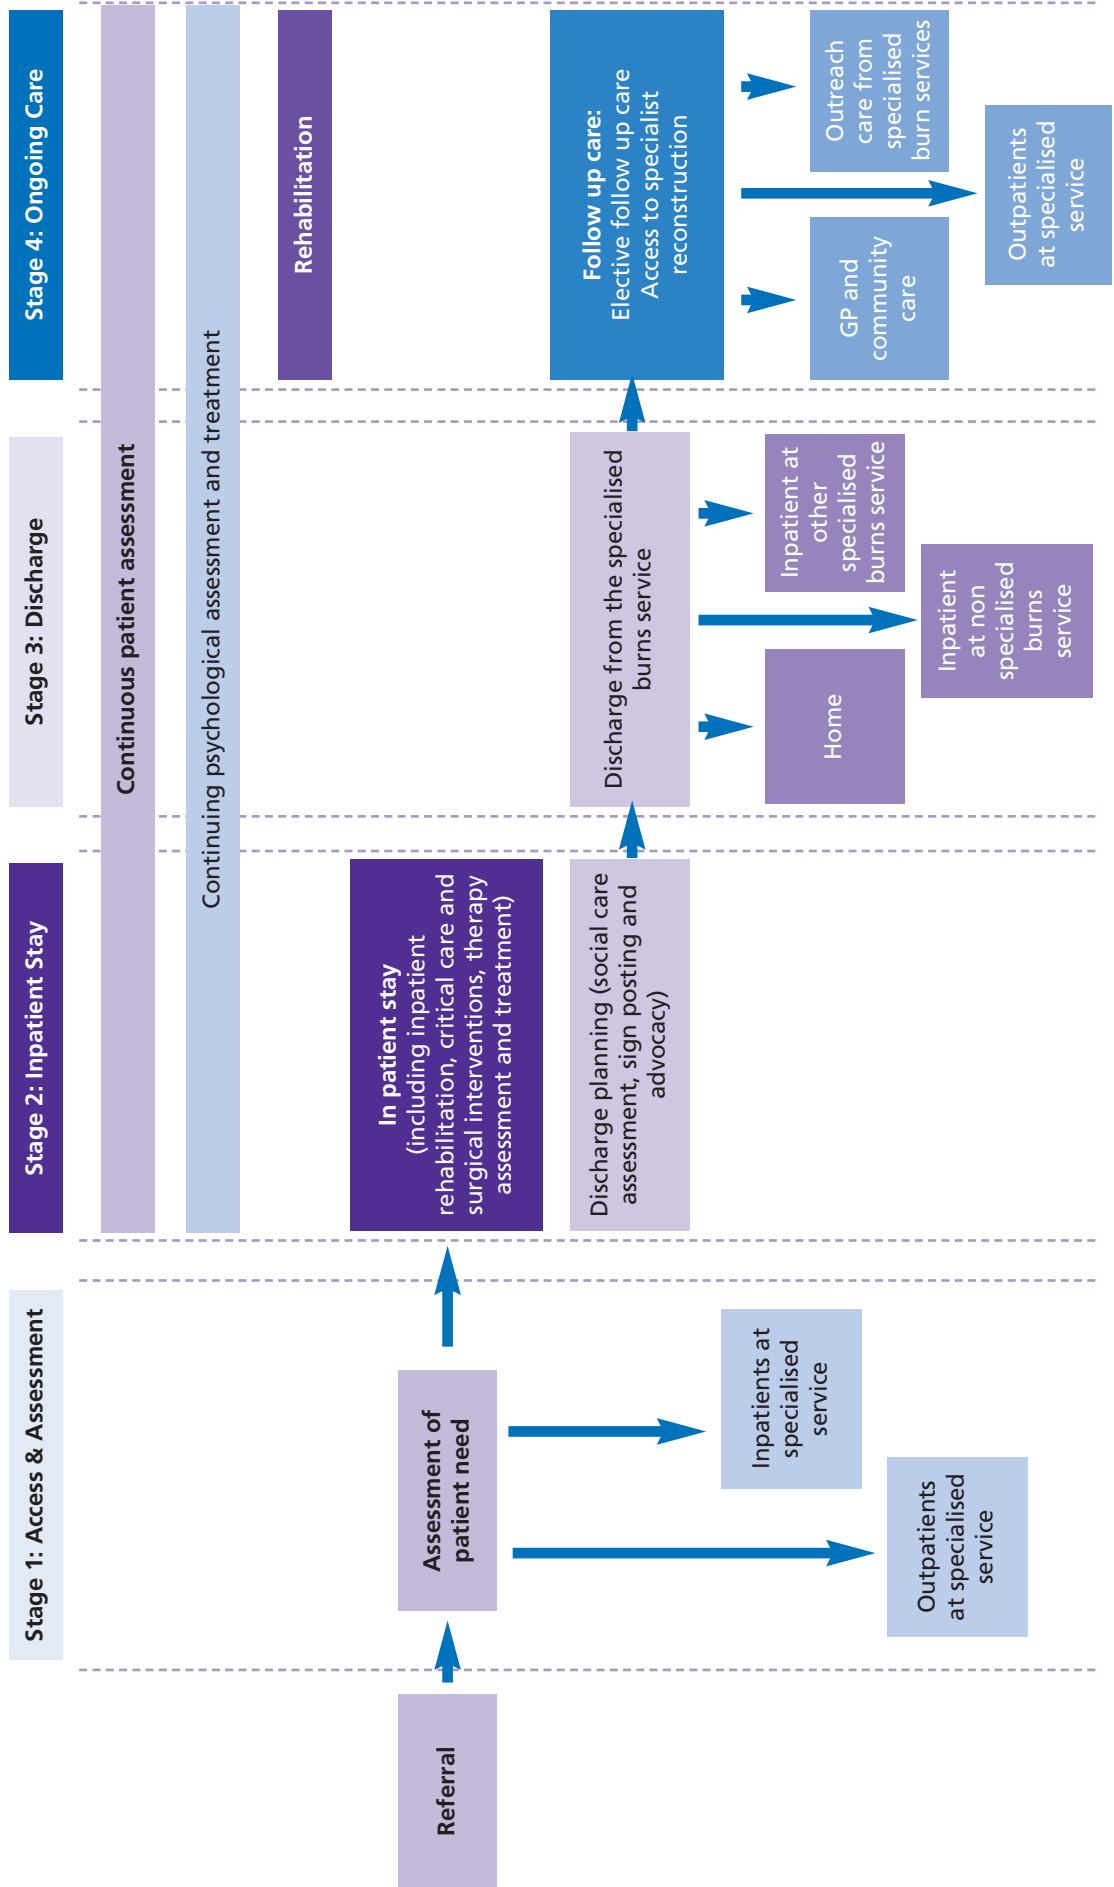 Stage 1: Access & Assessment
Stage 2: Inpatient Stay
Stage 3: Discharge
Stage 4: Ongoing Care
Continuous patient assessment
Continuing psychological assessment and treatment
Rehabilitation
Referral
Assessment of
patient need
Inpatients at
specialised
service
Outpatients
at specialised
service
In patient stay
(including inpatient
rehabilitation, critical care and
surgical interventions, therapy
assessment and treatment)
Discharge planning (social care
assessment, sign posting and
advocacy)
Discharge from the specialised
burns service
Home
Inpatient
at non
specialised
burns
service
Inpatient at
other
specialised
burns service
Follow up care:
Elective follow up care
Access to specialist
reconstruction
GP and
community
care
Outpatients
at specialised
service
Outreach
care from
specialised
burn services